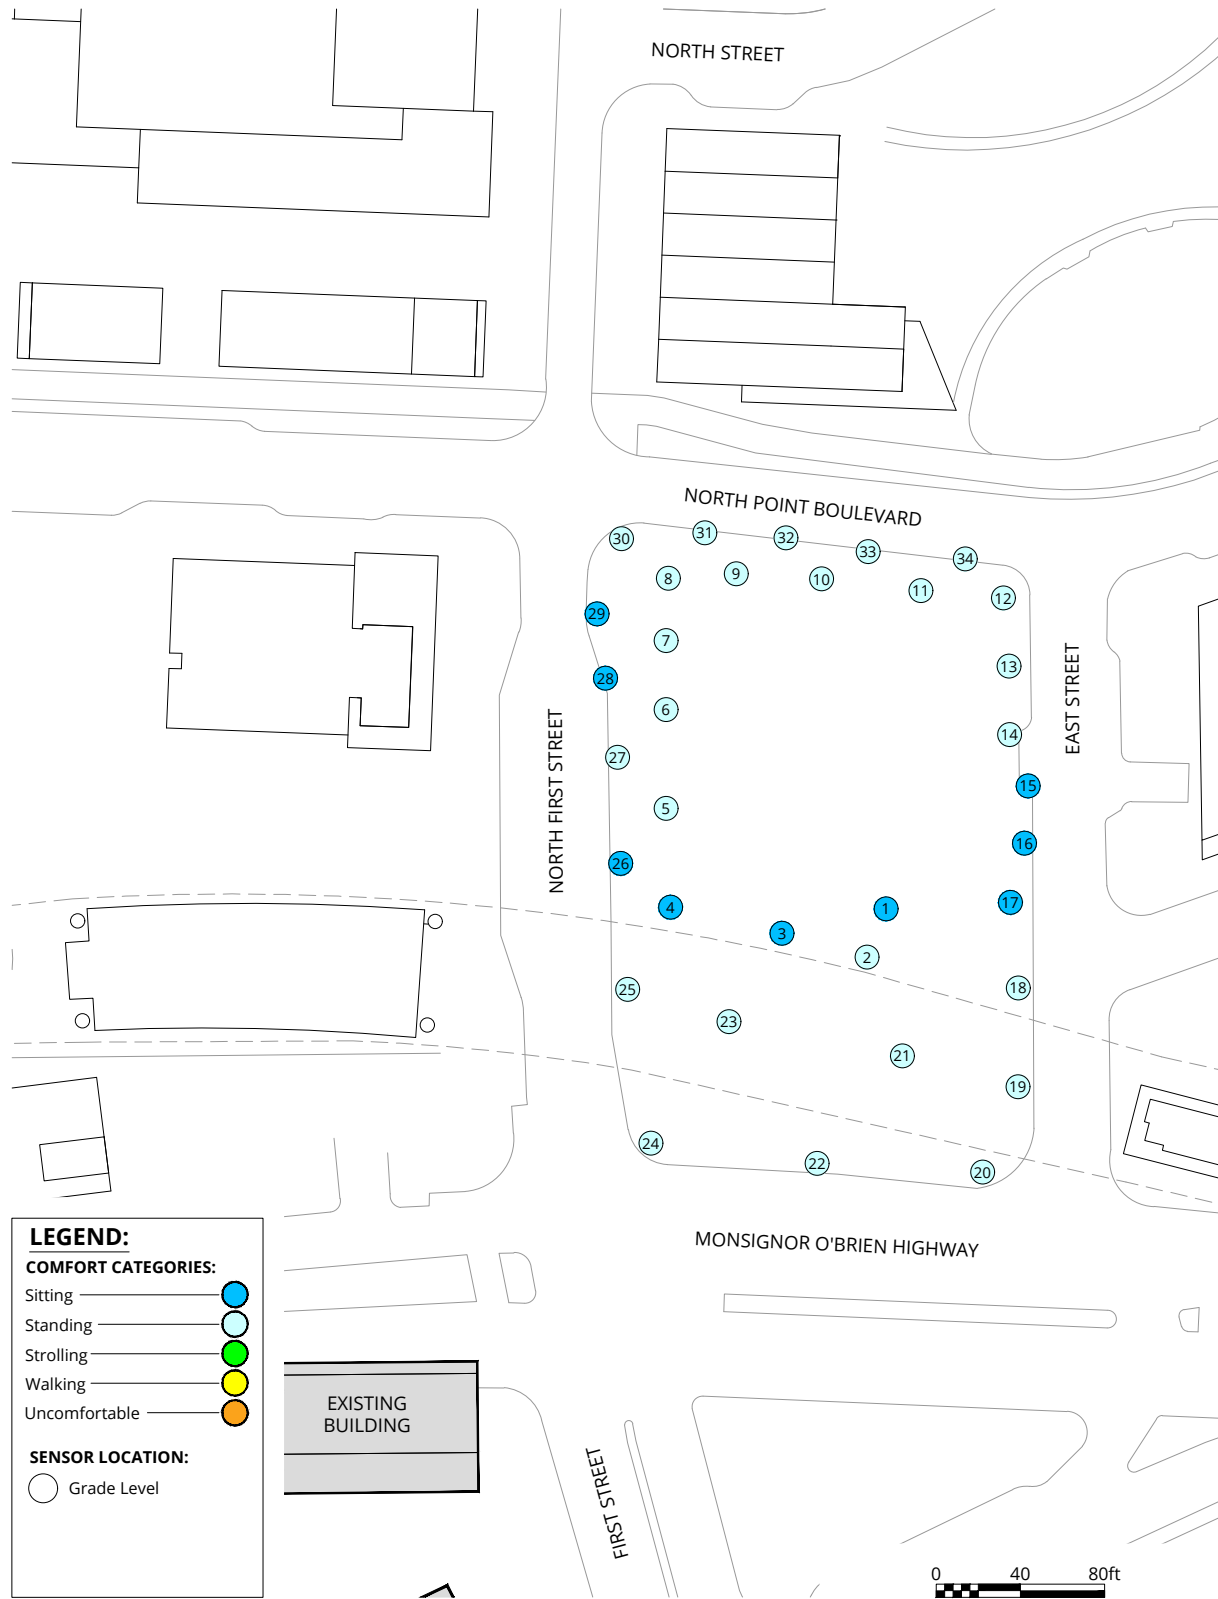 NORTH STREET
NORTH POINT BOULEVARD
30
31
32
33
34
8
9
10
11
12
29
7
13
28
6
14
27
15
5
16
26
4
1
17
3
2
18
25
23
21
19
24
22
20
NORTH FIRST STREET
EAST STREET
MONSIGNOR O'BRIEN HIGHWAY
LEGEND:
COMFORT CATEGORIES:
Sitting
Standing
Strolling
Walking
Uncomfortable
SENSOR LOCATION:
Grade Level
EXISTING
BUILDING
FIRST STREET
0 40 80ft